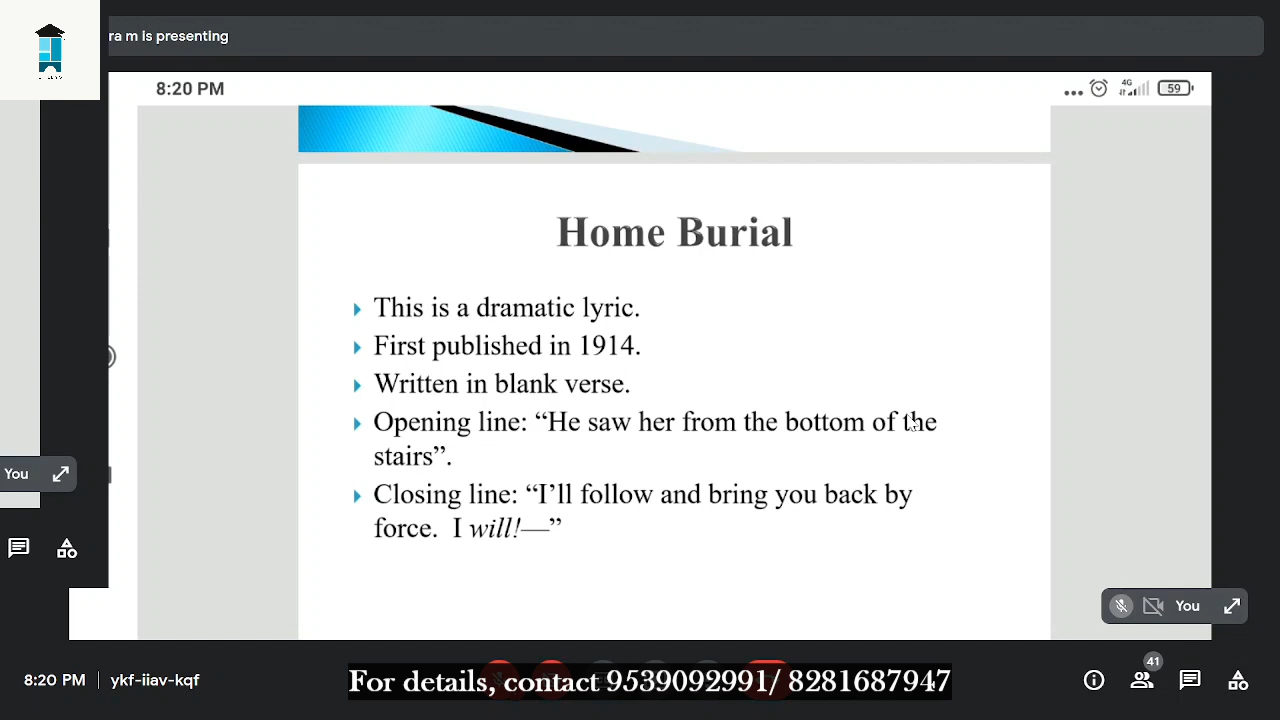 ra m is presenting
8:20 PM
4G
59
Home Burial
This is a dramatic lyric.
First published in 1914.
Written in blank verse.
Opening line: “He saw her from the bottom of the
stairs”.
Closing line: “I’ll follow and bring you back by
force. I will!—”
You
You
41
8:20 PM
ykf-iiav-kqf
For details, contact 9539092991/ 8281687947